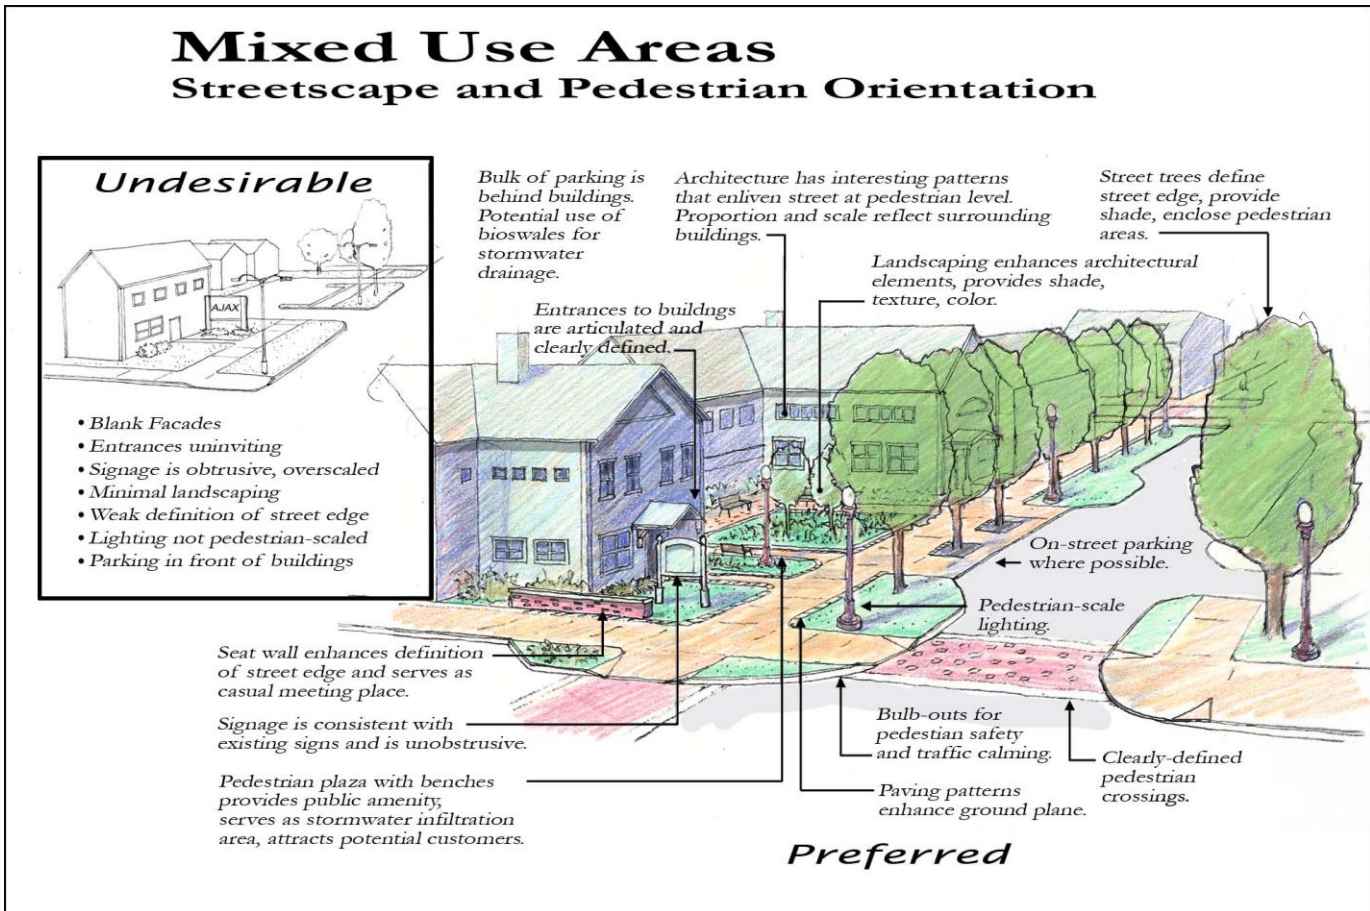 Mixed Use Areas
Streetscape and Pedestrian Orientation
Undesirable
AJAX
• Blank Facades
• Entrances uninviting
• Signage is obtrusive, overscaled
• Minimal landscaping
• Weak definition of street edge
• Lighting not pedestrian-scaled
• Parking in front of buildings
Bulk of parking is
behind buildings.
Potential use of
bioswales for
stormwater
drainage.
Architecture has interesting patterns
that enliven street at pedestrian level.
Proportion and scale reflect surrounding
buildings.
Street trees define
street edge, provide
shade, enclose pedestrian
areas.
Landscaping enhances architectural
elements, provides shade,
texture, color.
Entrances to buildngs
are articulated and
clearly defined.
On-street parking
where possible.
Pedestrian-scale
lighting.
Seat wall enhances definition
of street edge and serves as
casual meeting place.
Signage is consistent with
existing signs and is unobstrusive.
Pedestrian plaza with benches
provides public amenity,
serves as stormwater infiltration
area, attracts potential customers.
Bulb-outs for
pedestian safety
and traffic calming.
Paving patterns
enhance ground plane.
Clearly-defined
pedestrian
crossings.
Preferred